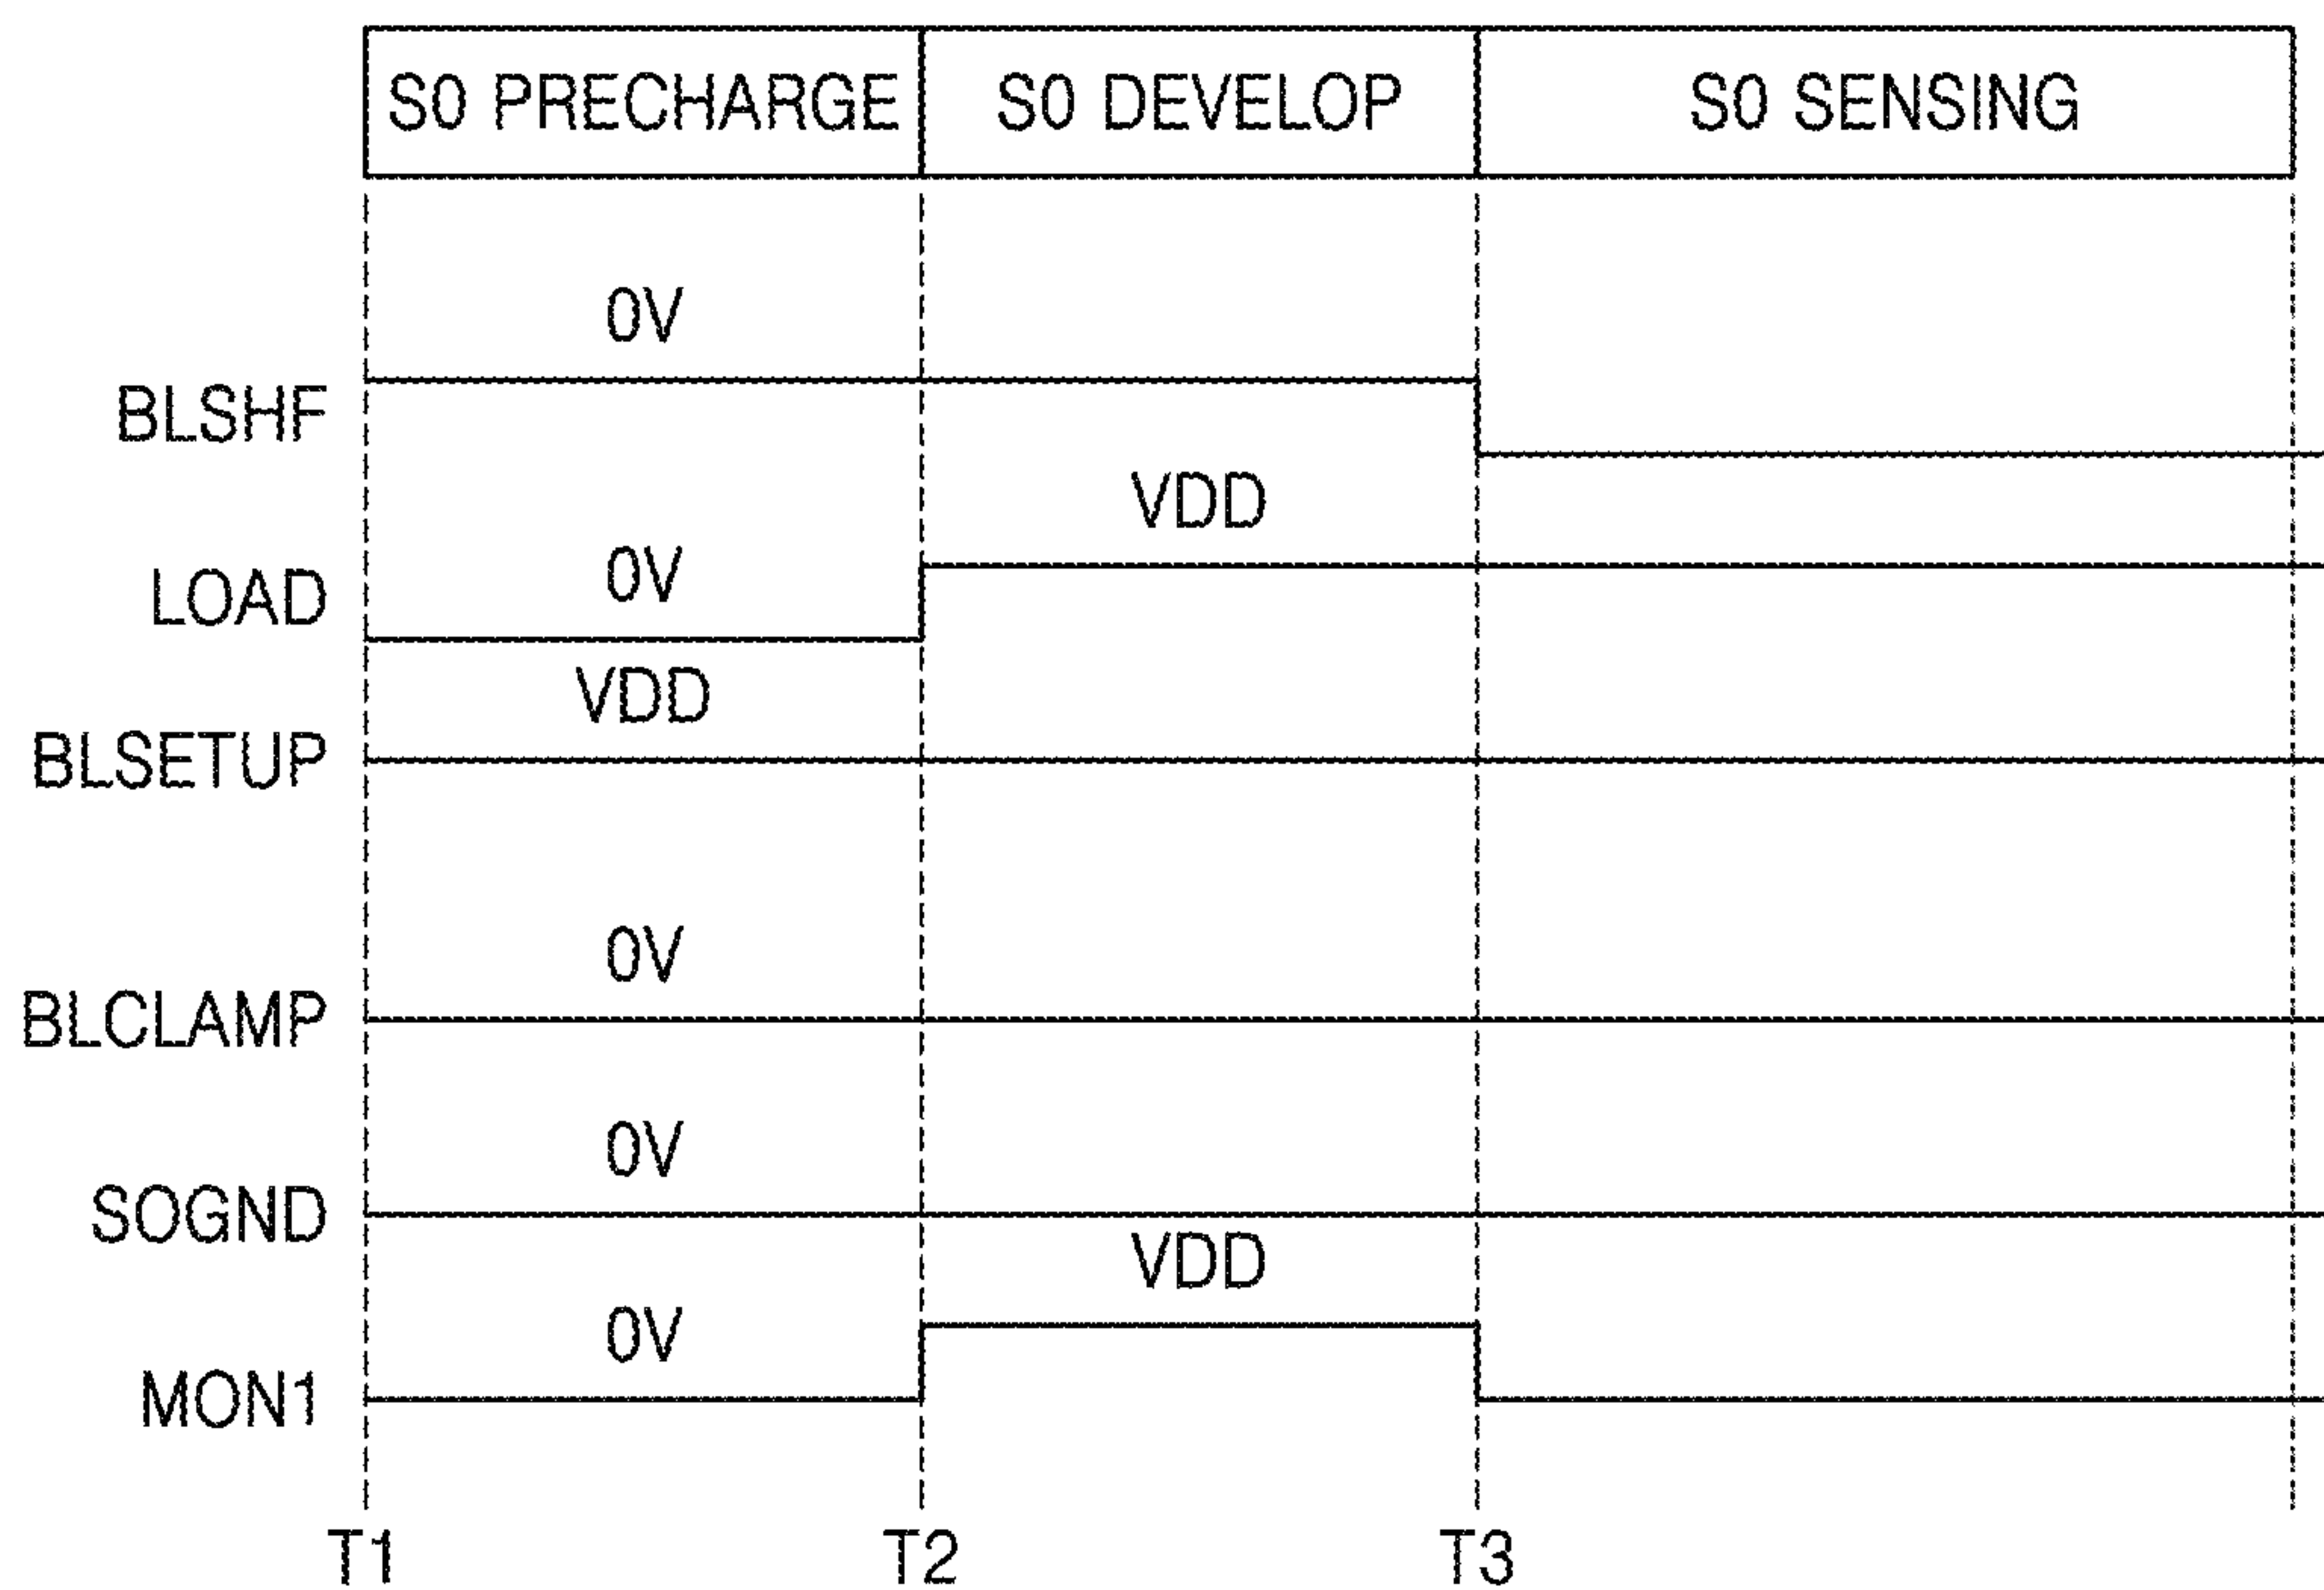 S0 PRECHARGE S0 DEVELOP S0 SENSING
0V
BLSHF
VDD
0V
LOAD
VDD
BLSETUP
0V
BLCLAMP
0V
SOGND
VDD
0V
MON1
T1 T2 T3